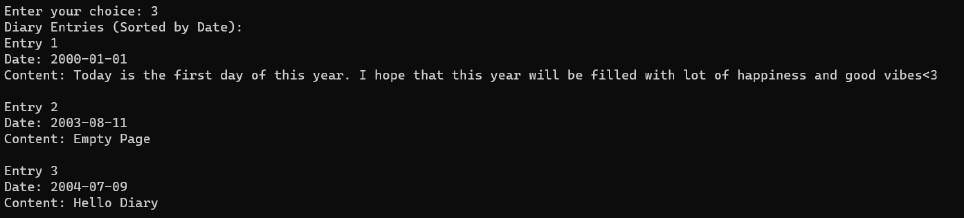 Enter your choice: 3
Diary Entries (Sorted by Date):
Entry 1
Date: 2000-01-01
Content: Today is the first day of this year. I hope that this year will be filled with lot of happiness and good vibes<3

Entry 2
Date: 2003-08-11
Content: Empty Page

Entry 3
Date: 2004-07-09
Content: Hello Diary